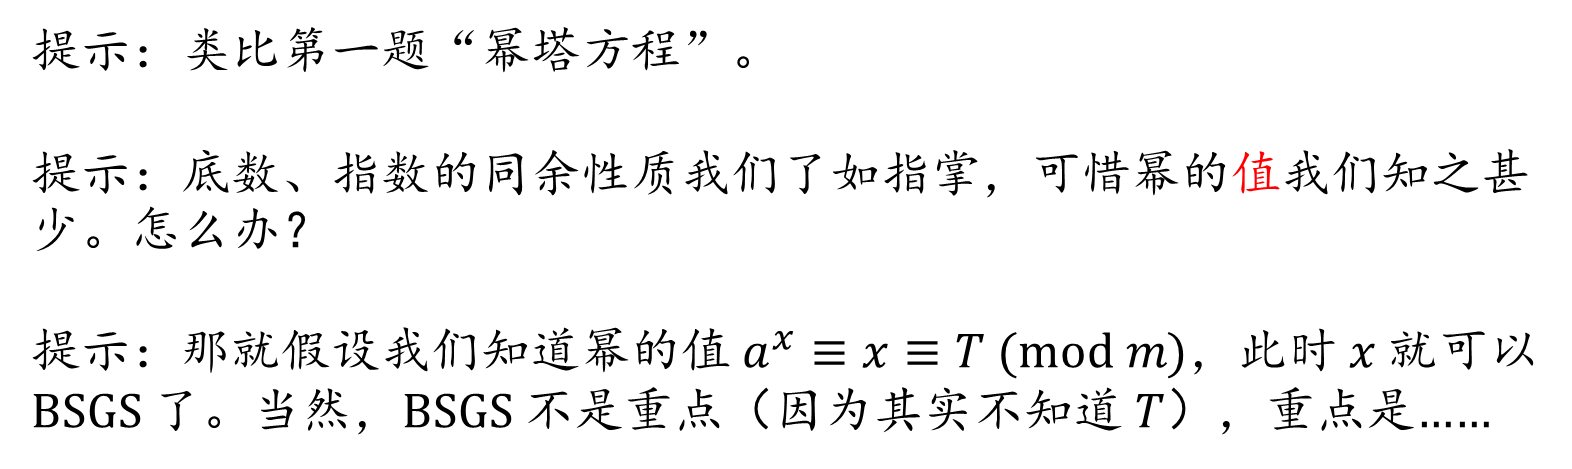 提示：类比第一题“幂塔方程”。
提示：底数、指数的同余性质我们了如指掌，可惜幂的值我们知之甚
少。怎么办？
提示：那就假设我们知道幂的值 aˣ ≡ x ≡ T (mod m)，此时 x 就可以
BSGS 了。当然，BSGS 不是重点（因为其实不知道 T），重点是……